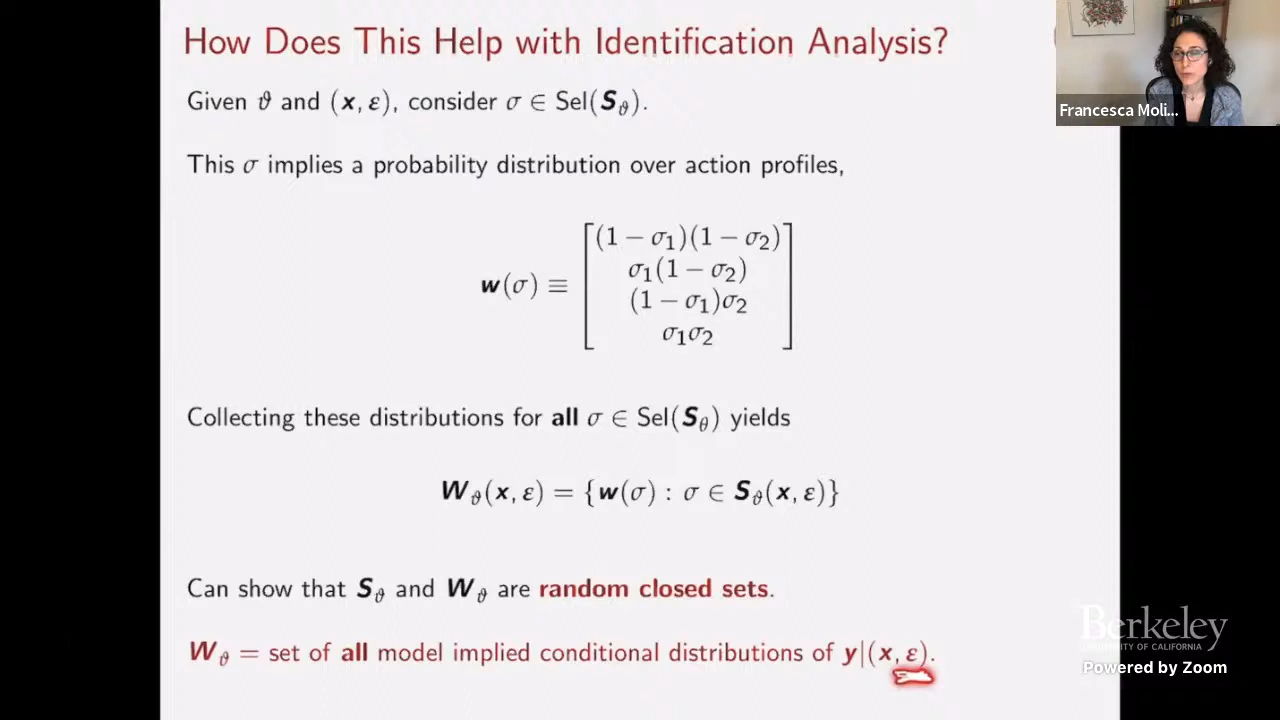 How Does This Help with Identification Analysis?
Given ϑ and (x, ε), consider σ ∈ Sel(S_ϑ).
This σ implies a probability distribution over action profiles,
w(σ) ≡ [(1 − σ₁)(1 − σ₂)
σ₁(1 − σ₂)
(1 − σ₁)σ₂
σ₁σ₂]
Collecting these distributions for all σ ∈ Sel(S_θ) yields
W_ϑ(x, ε) = {w(σ) : σ ∈ S_ϑ(x, ε)}
Can show that S_ϑ and W_ϑ are random closed sets.
W_ϑ = set of all model implied conditional distributions of y|(x, ε).
Francesca Moli...
Berkeley
UNIVERSITY OF CALIFORNIA
Powered by Zoom